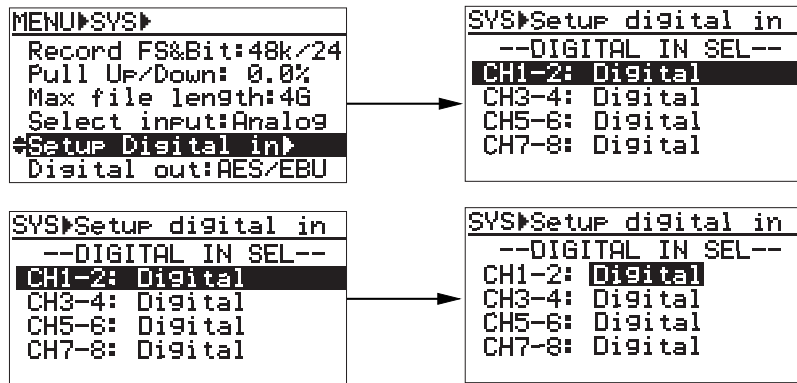 MENU▶SYS▶
Record FS&Bit:48k/24
Pull Up/Down: 0.0%
Max file length:4G
Select input:Analog
Setup Digital in▶
Digital out:AES/EBU
SYS▶Setup digital in
--DIGITAL IN SEL--
CH1-2: Digital
CH3-4: Digital
CH5-6: Digital
CH7-8: Digital
SYS▶Setup digital in
--DIGITAL IN SEL--
CH1-2: Digital
CH3-4: Digital
CH5-6: Digital
CH7-8: Digital
SYS▶Setup digital in
--DIGITAL IN SEL--
CH1-2: Digital
CH3-4: Digital
CH5-6: Digital
CH7-8: Digital